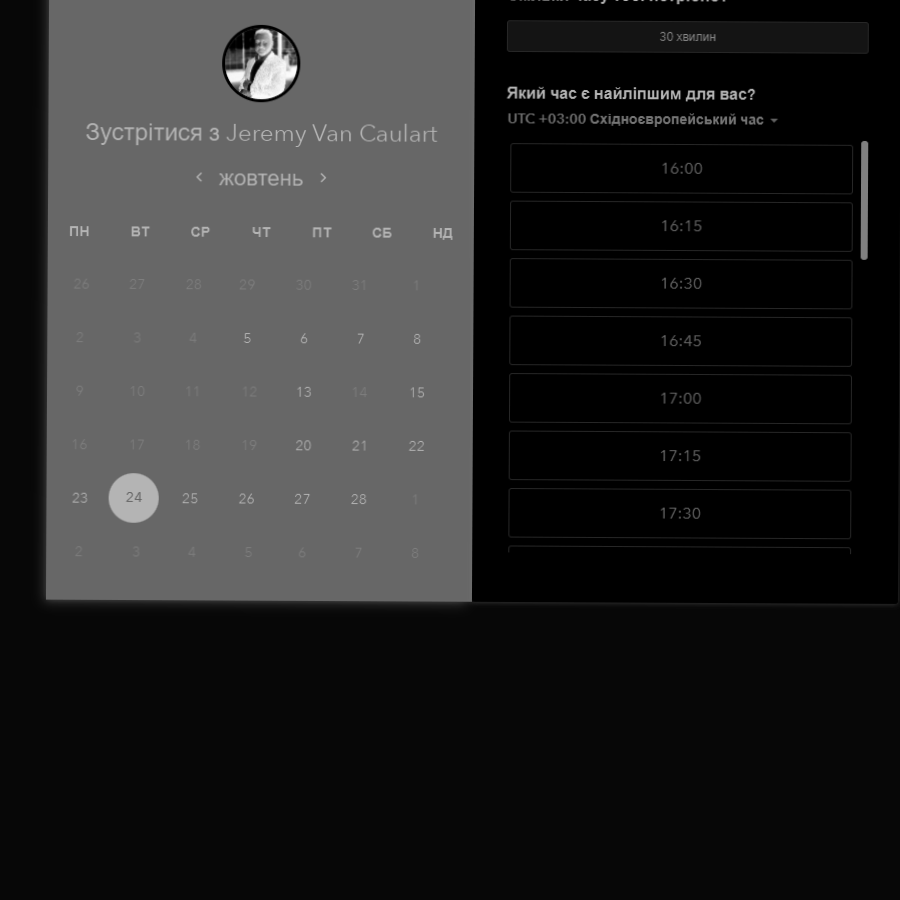 Зустрітися з Jeremy Van Caulart
жовтень
ПН ВТ СР ЧТ ПТ СБ НД
26 27 28 29 30 31 1
2 3 4 5 6 7 8
9 10 11 12 13 14 15
16 17 18 19 20 21 22
23 24 25 26 27 28 1
2 3 4 5 6 7 8
30 хвилин
Який час є найліпшим для вас?
UTC +03:00 Східноєвропейський час
16:00
16:15
16:30
16:45
17:00
17:15
17:30